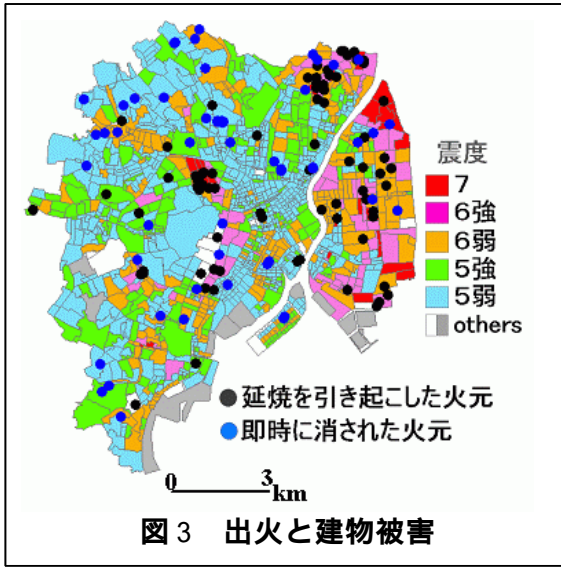 震度
7
6強
6弱
5強
5弱
others
延焼を引き起こした火元
即時に消された火元
0 3
km
図3 出火と建物被害